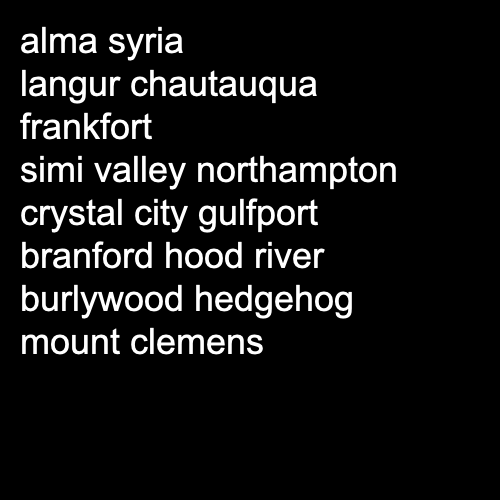 alma syria
langur chautauqua
frankfort
simi valley northampton
crystal city gulfport
branford hood river
burlywood hedgehog
mount clemens